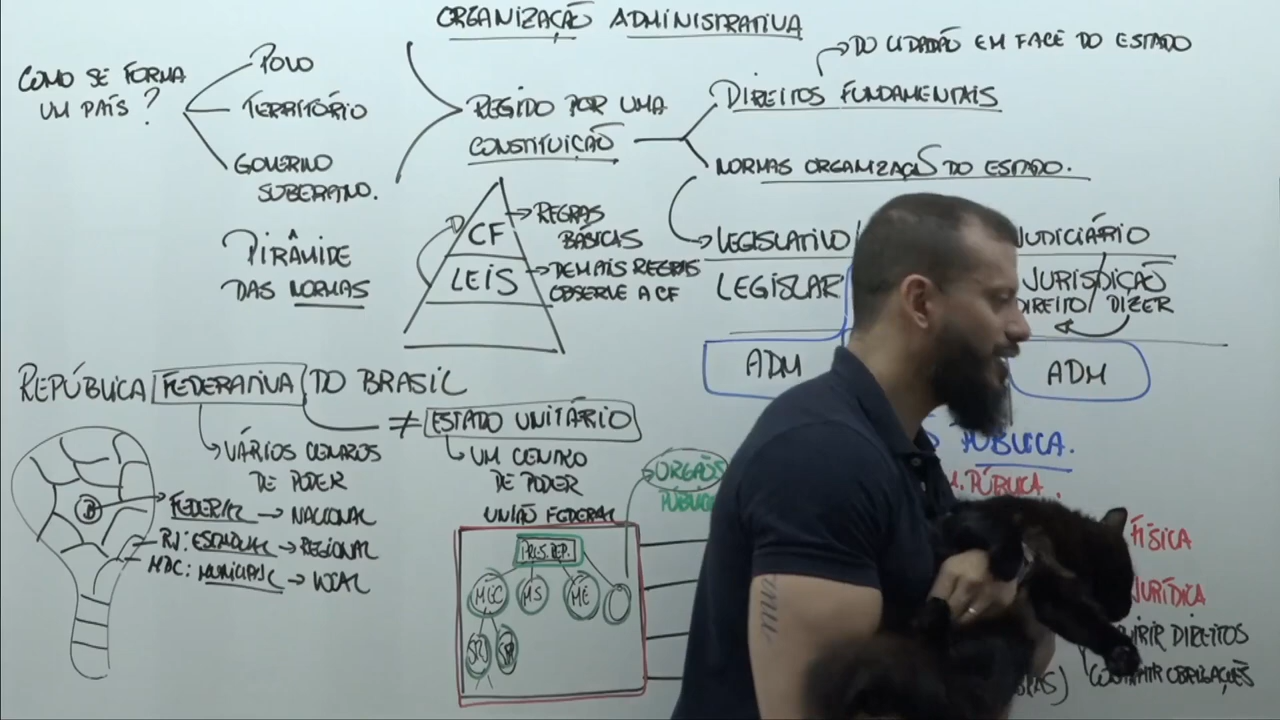 ORGANIZAÇÃO ADMINISTRATIVA
COMO SE FORMA
UM PAÍS?
POVO
TERRITÓRIO
GOVERNO
SOBERANO.
REGIDO POR UMA
CONSTITUIÇÃO
DO CIDADÃO EM FACE DO ESTADO
DIREITOS FUNDAMENTAIS
NORMAS ORGANIZAÇÃO DO ESTADO.
PIRÂMIDE
DAS NORMAS
CF
LEIS
REGRAS
BÁSICAS
DEMAIS REGRAS
OBSERVE A CF
LEGISLATIVO
LEGISLAR
JUDICIÁRIO
JURISDIÇÃO
DIREITO DIZER
ADM
ADM
REPÚBLICA FEDERATIVA DO BRASIL
VÁRIOS CENTROS
DE PODER
≠ ESTADO UNITÁRIO
UM CENTRO
DE PODER
UNIÃO FEDERAL
B
FEDERAL → NACIONAL
RJ: ESTADUAL → REGIONAL
MUNICIPAL → LOCAL
PRES. REP.
MEC
MS
ME
ÓRGÃOS
PÚBLICOS
PÚBLICA.
PÚBLICA.
FÍSICA
JURÍDICA
DIREITOS
OBRIGAÇÕES